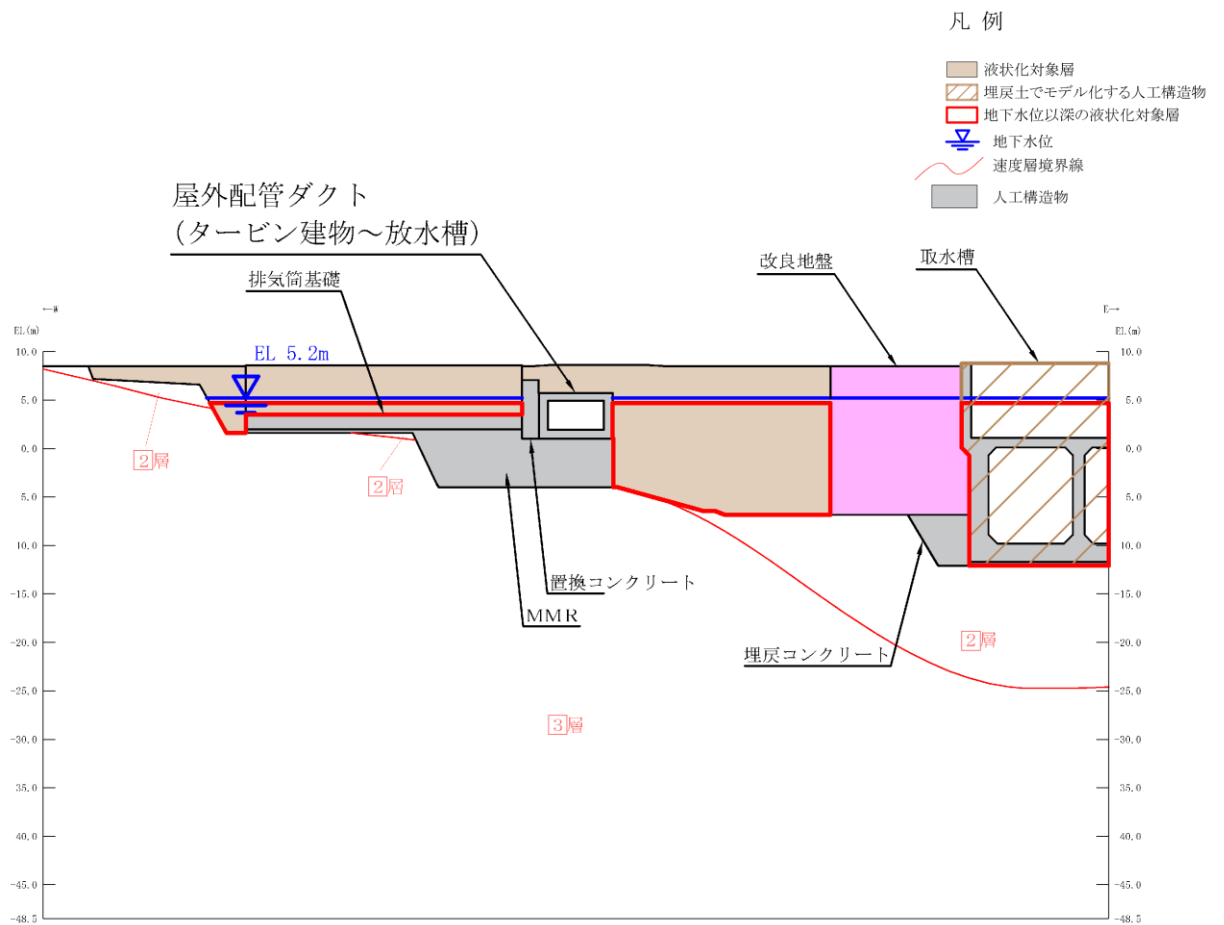 凡 例
液状化対象層
埋戻土でモデル化する人工構造物
地下水位以深の液状化対象層
地下水位
速度層境界線
人工構造物
屋外配管ダクト
（タービン建物～放水槽）
排気筒基礎
改良地盤
取水槽
←W
E→
EL(m)
EL(m)
EL 5.2m
10.0
5.0
0.0
5.0
10.0
-15.0
-20.0
-25.0
-30.0
35.0
40.0
-45.0
-48.5
10.0
5.0
0.0
5.0
10.0
-15.0
-20.0
-25.0
-30.0
35.0
40.0
-45.0
-48.5
2層
2層
置換コンクリート
MMR
埋戻コンクリート
2層
3層